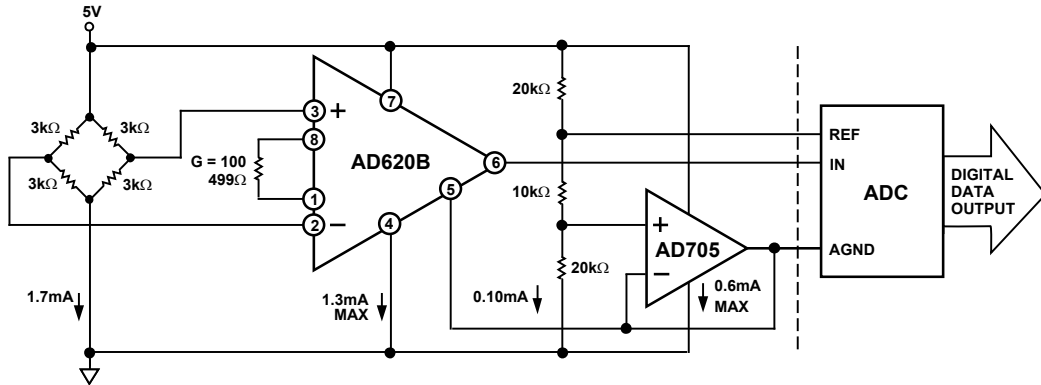 5V
3kΩ
3kΩ
3kΩ
3kΩ
1.7mA
G = 100
499Ω
3
8
1
2
+
−
7
AD620B
6
5
4
1.3mA
MAX
20kΩ
10kΩ
20kΩ
0.10mA
+
AD705
−
0.6mA
MAX
REF
IN
ADC
AGND
DIGITAL
DATA
OUTPUT